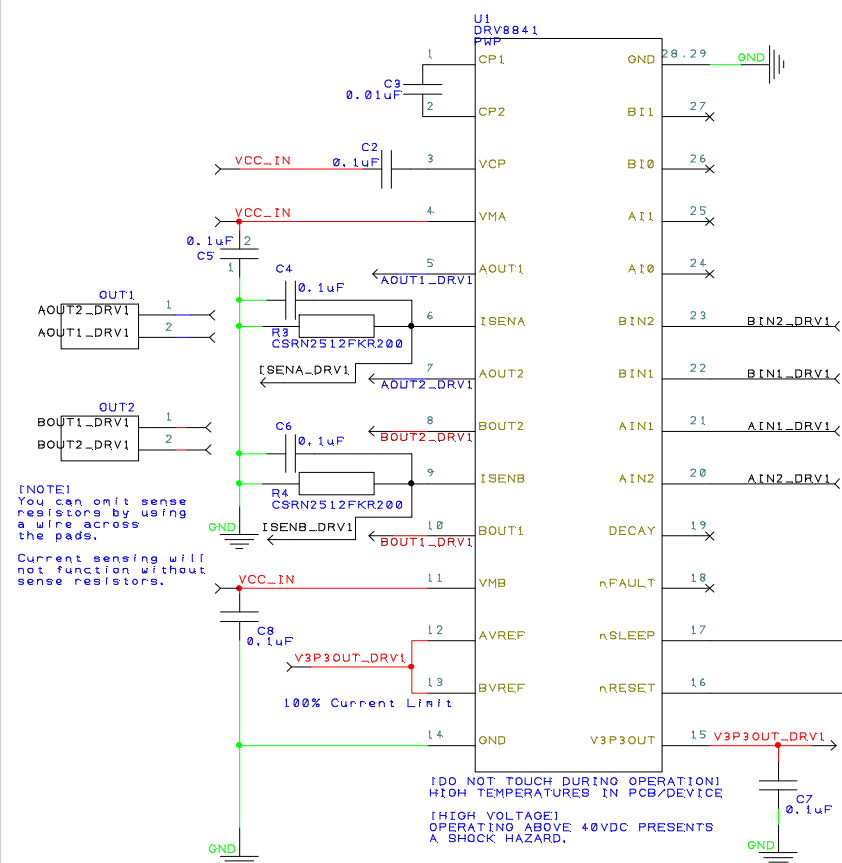 U1
DRV8841
PWP
1 CP1 GND 28,29 GND
C3
0.01uF
2 CP2 BI1 27
C2
VCC_IN 0.1uF 3 VCP BI0 26
VCC_IN 4 VMA AI1 25
0.1uF 2
C5
1
5 AOUT1 AI0 24
AOUT1_DRV1
C4
0.1uF
OUT1
AOUT2_DRV1 1
AOUT1_DRV1 2
6 ISENA BIN2 23 BIN2_DRV1
R3
CSRN2512FKR200
ISENA_DRV1
7 AOUT2 BIN1 22 BIN1_DRV1
AOUT2_DRV1
OUT2
BOUT1_DRV1 1
BOUT2_DRV1 2
8 BOUT2 AIN1 21 AIN1_DRV1
BOUT2_DRV1
C6
0.1uF
9 ISENB AIN2 20 AIN2_DRV1
R4
CSRN2512FKR200
[NOTE]
You can omit sense
resistors by using
a wire across
the pads.
Current sensing will
not function without
sense resistors.
GND
ISENB_DRV1
10 BOUT1 DECAY 19
BOUT1_DRV1
VCC_IN 11 VMB nFAULT 18
C8
0.1uF
12 AVREF nSLEEP 17
V3P3OUT_DRV1
13 BVREF nRESET 16
100% Current Limit
14 GND V3P3OUT 15 V3P3OUT_DRV1
[DO NOT TOUCH DURING OPERATION]
HIGH TEMPERATURES IN PCB/DEVICE
[HIGH VOLTAGE]
OPERATING ABOVE 40VDC PRESENTS
A SHOCK HAZARD.
C7
0.1uF
GND
GND